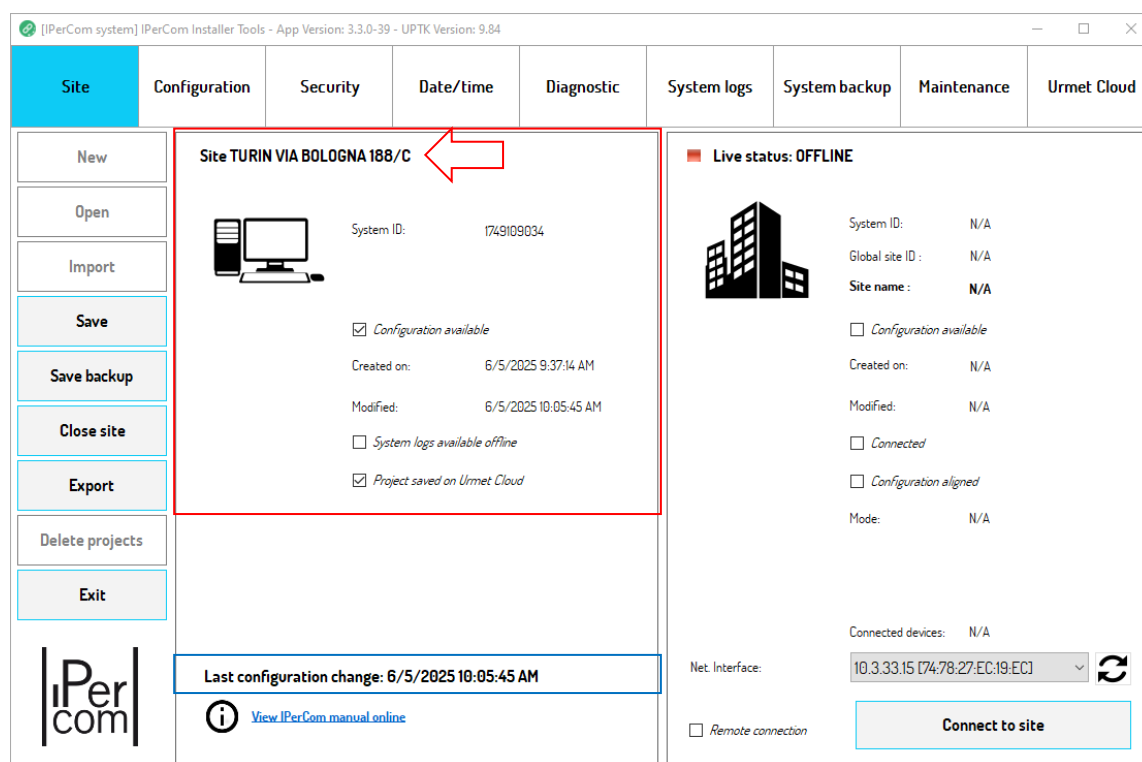 [IPerCom system] IPerCom Installer Tools - App Version: 3.3.0-39 - UPTK Version: 9.84
Site
Configuration
Security
Date/time
Diagnostic
System logs
System backup
Maintenance
Urmet Cloud
New
Open
Import
Save
Save backup
Close site
Export
Delete projects
Exit
IPer
com
Site TURIN VIA BOLOGNA 188/C
System ID: 1749109034
Configuration available
Created on: 6/5/2025 9:37:14 AM
Modified: 6/5/2025 10:05:45 AM
System logs available offline
Project saved on Urmet Cloud
Last configuration change: 6/5/2025 10:05:45 AM
View IPerCom manual online
Live status: OFFLINE
System ID: N/A
Global site ID : N/A
Site name : N/A
Configuration available
Created on: N/A
Modified: N/A
Connected
Configuration aligned
Mode: N/A
Connected devices: N/A
Net. Interface: 10.3.33.15 [74:78:27:EC:19:EC]
Remote connection
Connect to site